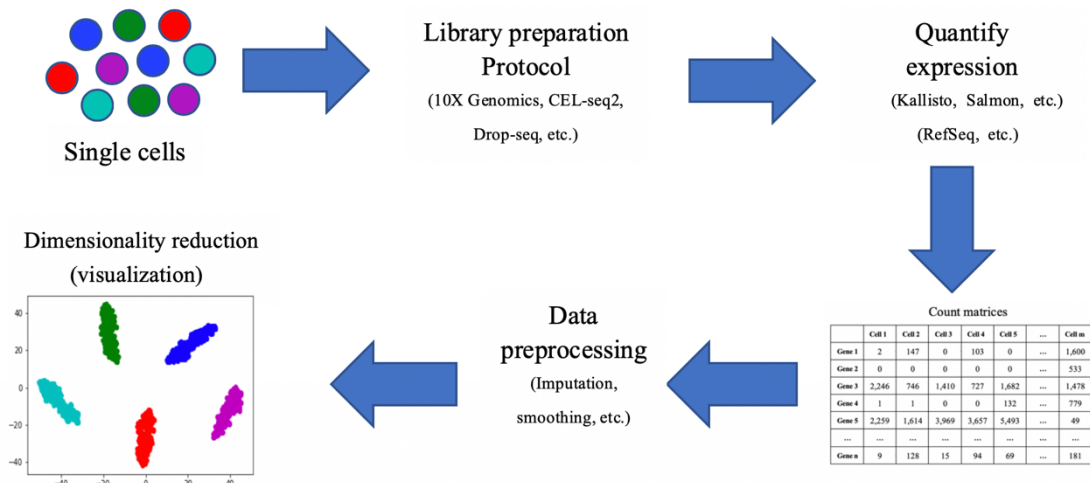 Single cells
Library preparation
Protocol
(10X Genomics, CEL-seq2,
Drop-seq, etc.)
Quantify
expression
(Kallisto, Salmon, etc.)
(RefSeq, etc.)
Count matrices
Cell 1 Cell 2 Cell 3 Cell 4 Cell 5 ... Cell m
Gene 1 2 147 0 103 0 ... 1,600
Gene 2 0 0 0 0 0 ... 533
Gene 3 2,246 746 1,410 727 1,682 ... 1,478
Gene 4 1 1 0 0 132 ... 779
Gene 5 2,259 1,614 3,969 3,657 5,493 ... 49
... ... ... ... ... ... ... ...
Gene n 9 128 15 94 69 ... 181
Data
preprocessing
(Imputation,
smoothing, etc.)
Dimensionality reduction
(visualization)
40
20
0
−20
−40
−40 −20 0 20 40